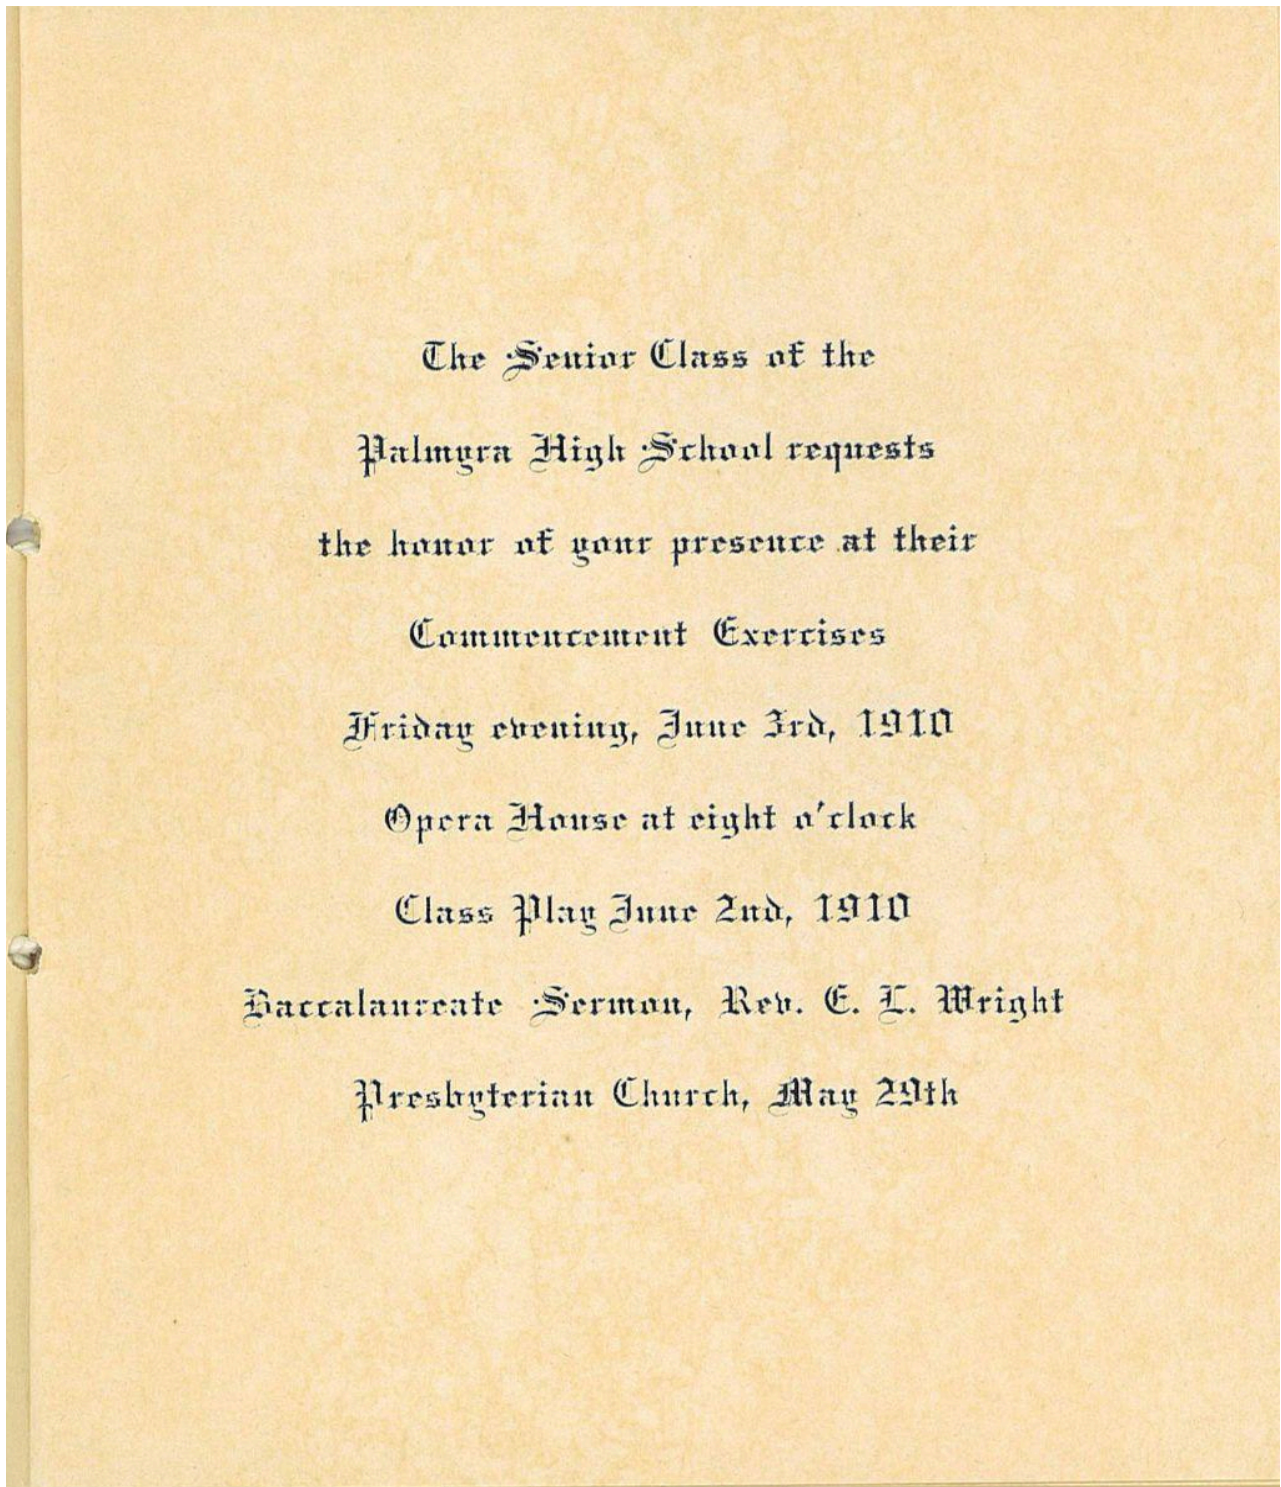 The Senior Class of the
Palmyra High School requests
the honor of your presence at their
Commencement Exercises
Friday evening, June 3rd, 1910
Opera House at eight o'clock
Class Play June 2nd, 1910
Baccalaureate Sermon, Rev. E. L. Wright
Presbyterian Church, May 29th